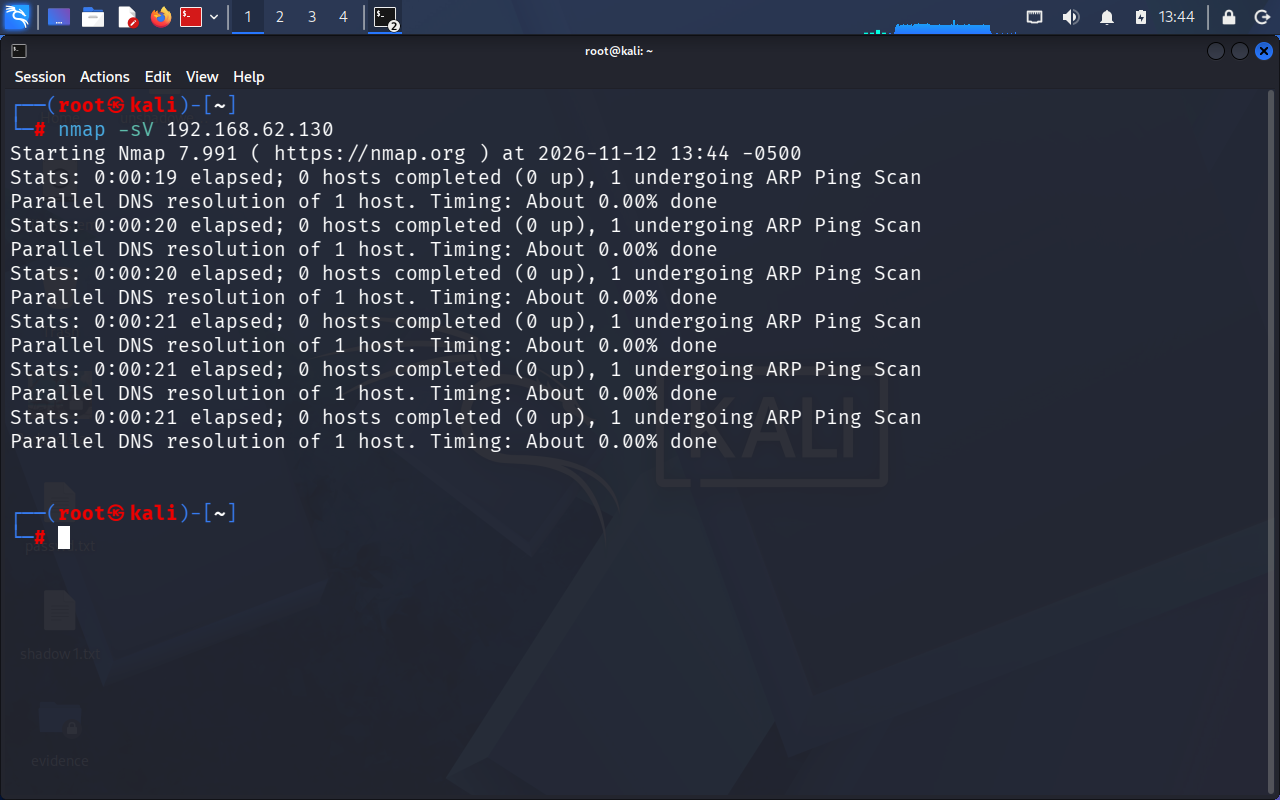 1 2 3 4 2 13:44
root@kali: ~
Session Actions Edit View Help
┌──(root㉿kali)-[~]
└─# nmap -sV 192.168.62.130
Starting Nmap 7.991 ( https://nmap.org ) at 2026-11-12 13:44 -0500
Stats: 0:00:19 elapsed; 0 hosts completed (0 up), 1 undergoing ARP Ping Scan
Parallel DNS resolution of 1 host. Timing: About 0.00% done
Stats: 0:00:20 elapsed; 0 hosts completed (0 up), 1 undergoing ARP Ping Scan
Parallel DNS resolution of 1 host. Timing: About 0.00% done
Stats: 0:00:20 elapsed; 0 hosts completed (0 up), 1 undergoing ARP Ping Scan
Parallel DNS resolution of 1 host. Timing: About 0.00% done
Stats: 0:00:21 elapsed; 0 hosts completed (0 up), 1 undergoing ARP Ping Scan
Parallel DNS resolution of 1 host. Timing: About 0.00% done
Stats: 0:00:21 elapsed; 0 hosts completed (0 up), 1 undergoing ARP Ping Scan
Parallel DNS resolution of 1 host. Timing: About 0.00% done
Stats: 0:00:21 elapsed; 0 hosts completed (0 up), 1 undergoing ARP Ping Scan
Parallel DNS resolution of 1 host. Timing: About 0.00% done
KALI
┌──(root㉿kali)-[~]
└─#
shadow 1.txt
evidence